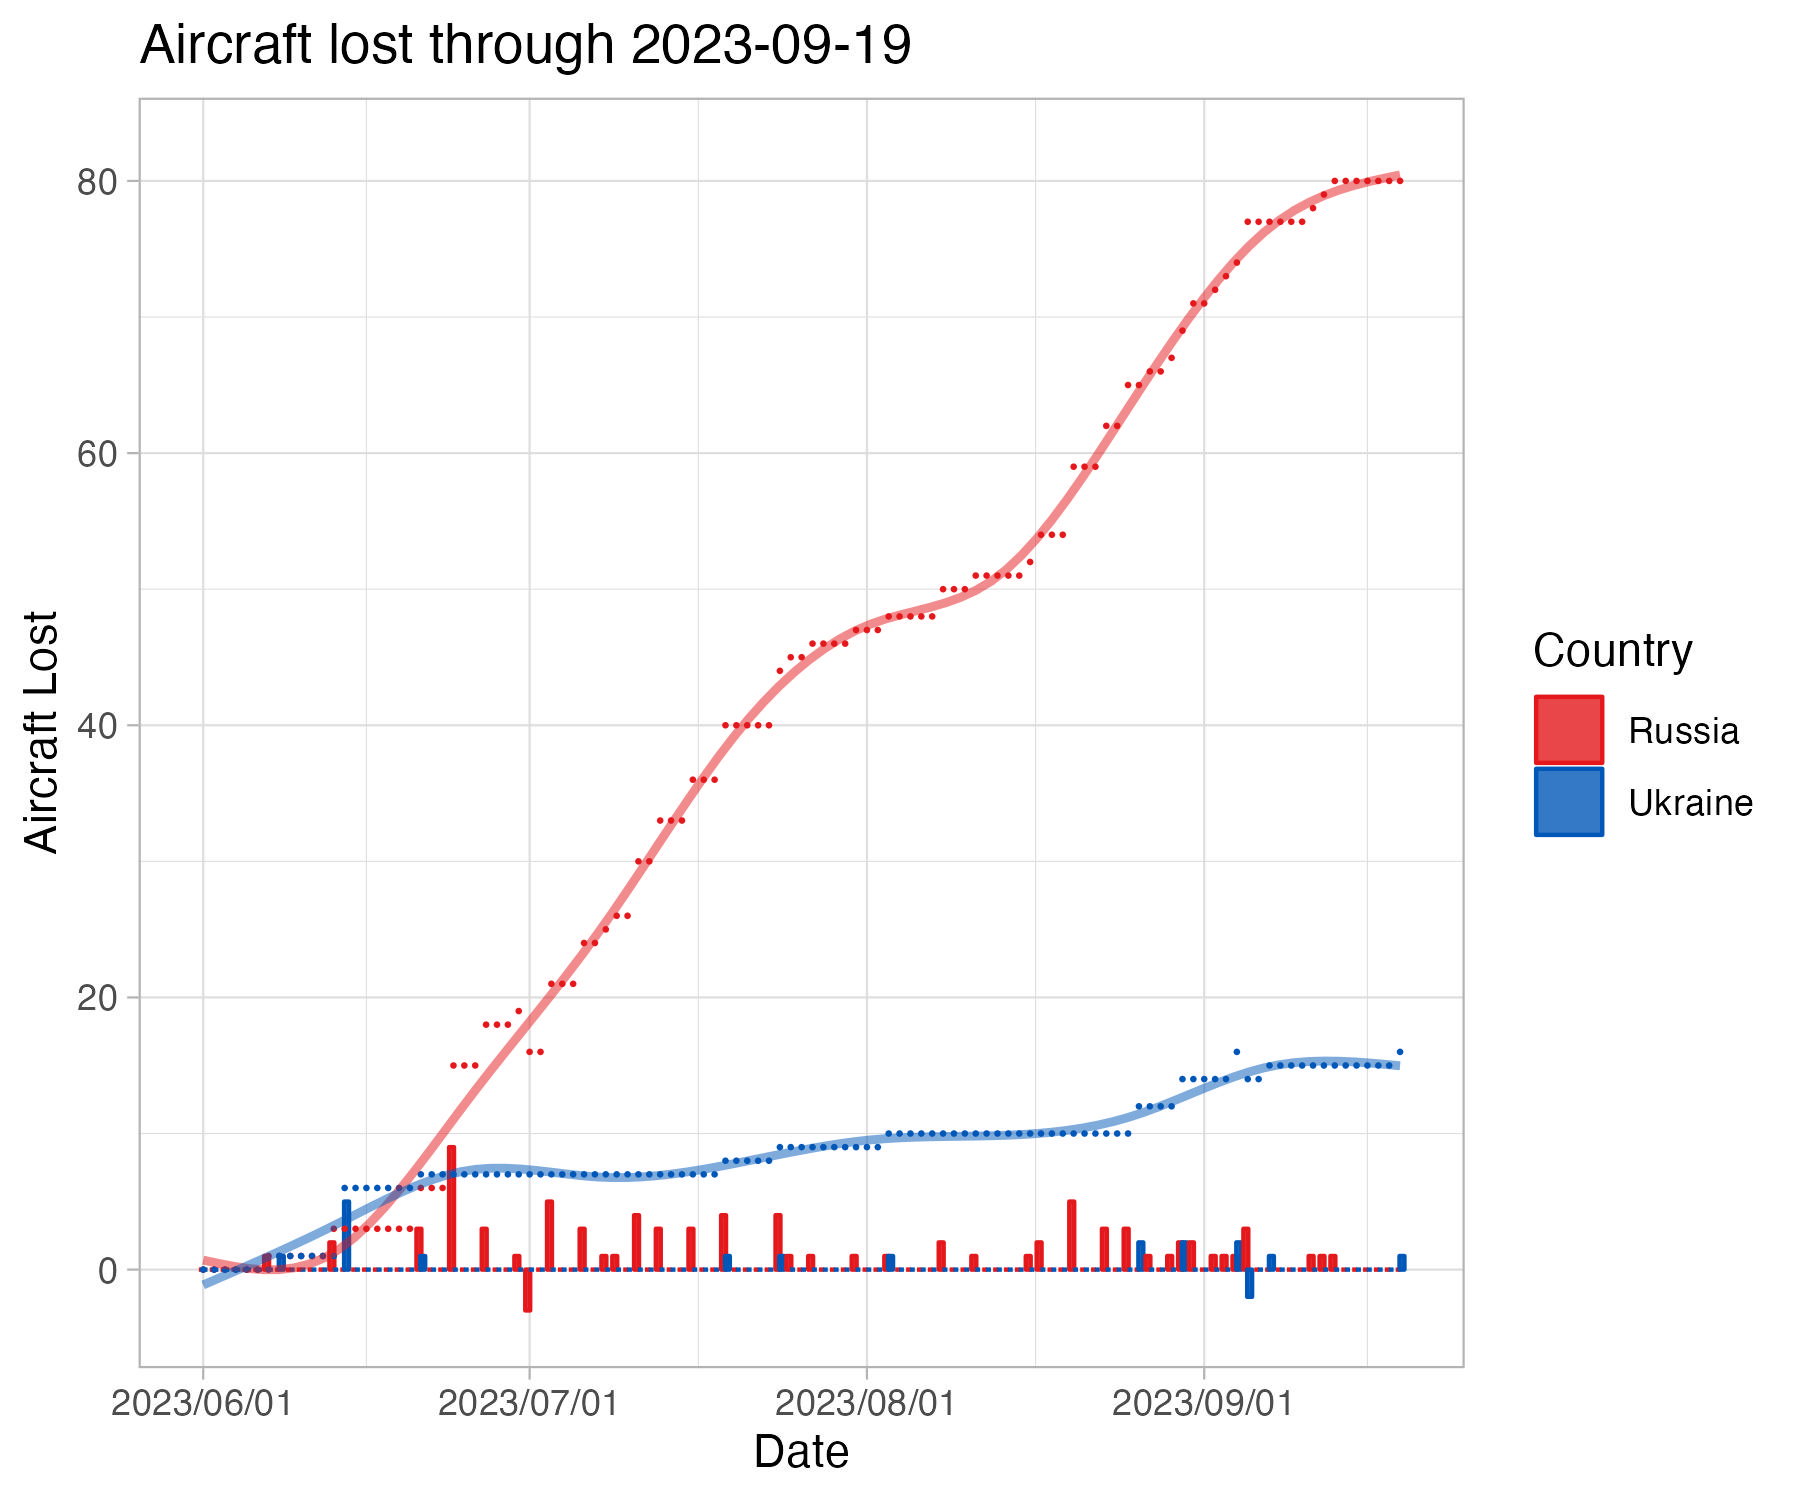 Aircraft lost through 2023-09-19
80
60
40
20
0
Aircraft Lost
2023/06/01
2023/07/01
2023/08/01
2023/09/01
Date
Country
Russia
Ukraine